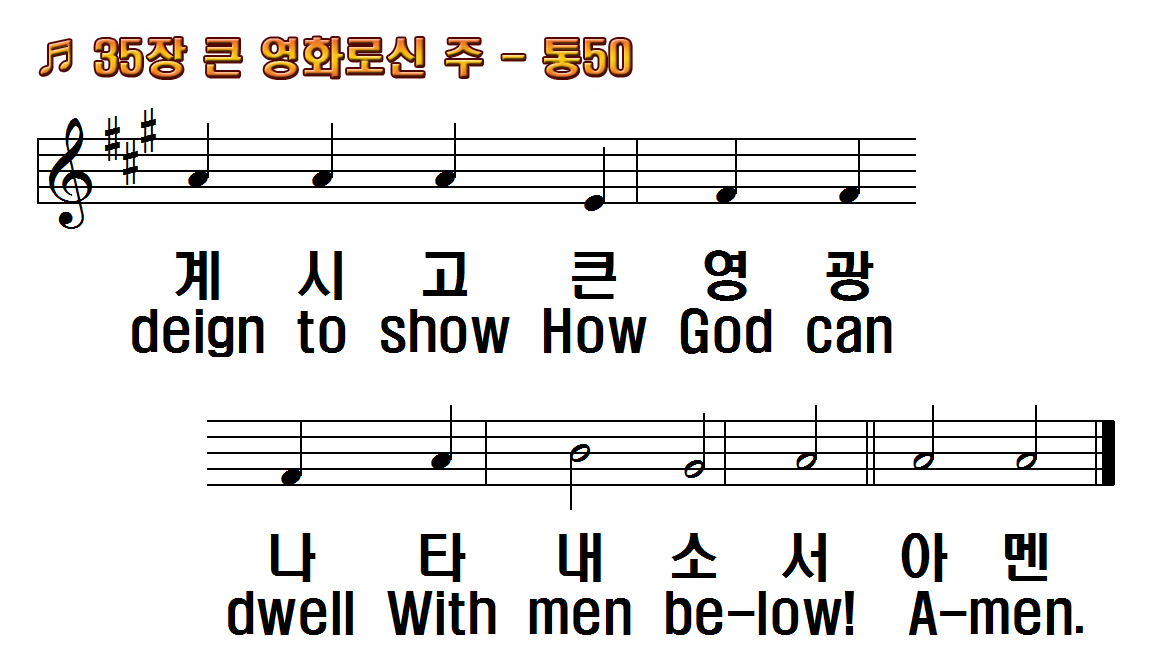 ♬ 35장 큰 영화로신 주 - 통50
계 시 고 큰 영 광
deign to show How God can
나 타 내 소 서 아 멘
dwell With men be-low! A-men.